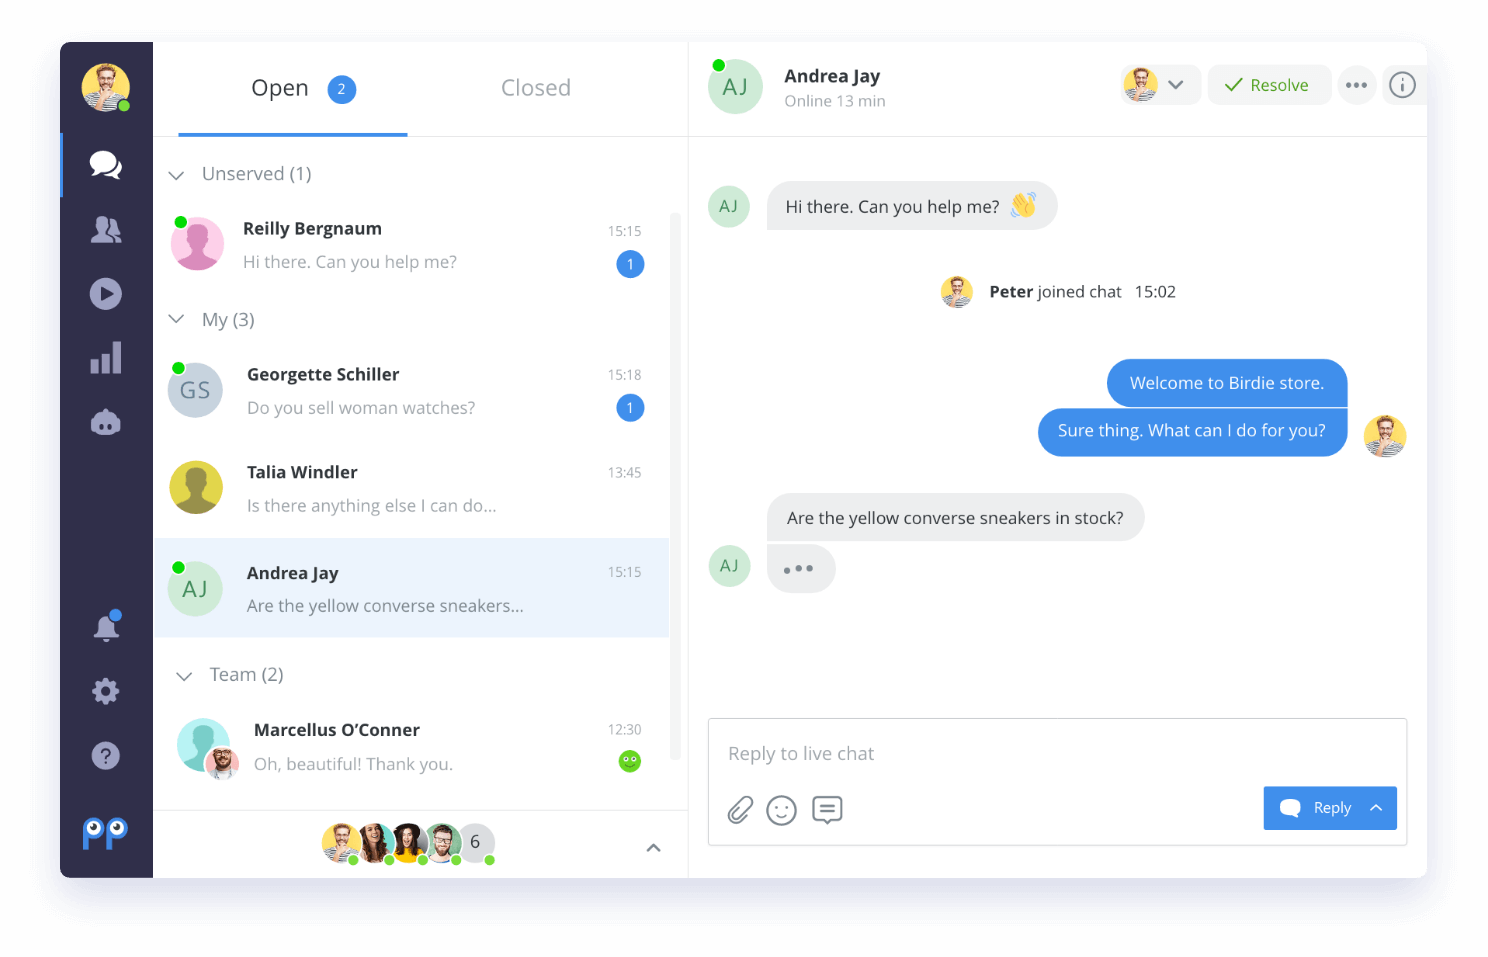 Open 2
Closed
Unserved (1)
Reilly Bergnaum
15:15
Hi there. Can you help me?
1
My (3)
GS
Georgette Schiller
15:18
Do you sell woman watches?
1
Talia Windler
13:45
Is there anything else I can do...
AJ
Andrea Jay
15:15
Are the yellow converse sneakers...
Team (2)
Marcellus O’Conner
12:30
Oh, beautiful! Thank you.
6
?
pp
AJ
Andrea Jay
Online 13 min
Resolve
i
AJ
Hi there. Can you help me?
Peter joined chat 15:02
Welcome to Birdie store.
Sure thing. What can I do for you?
Are the yellow converse sneakers in stock?
AJ
Reply to live chat
Reply